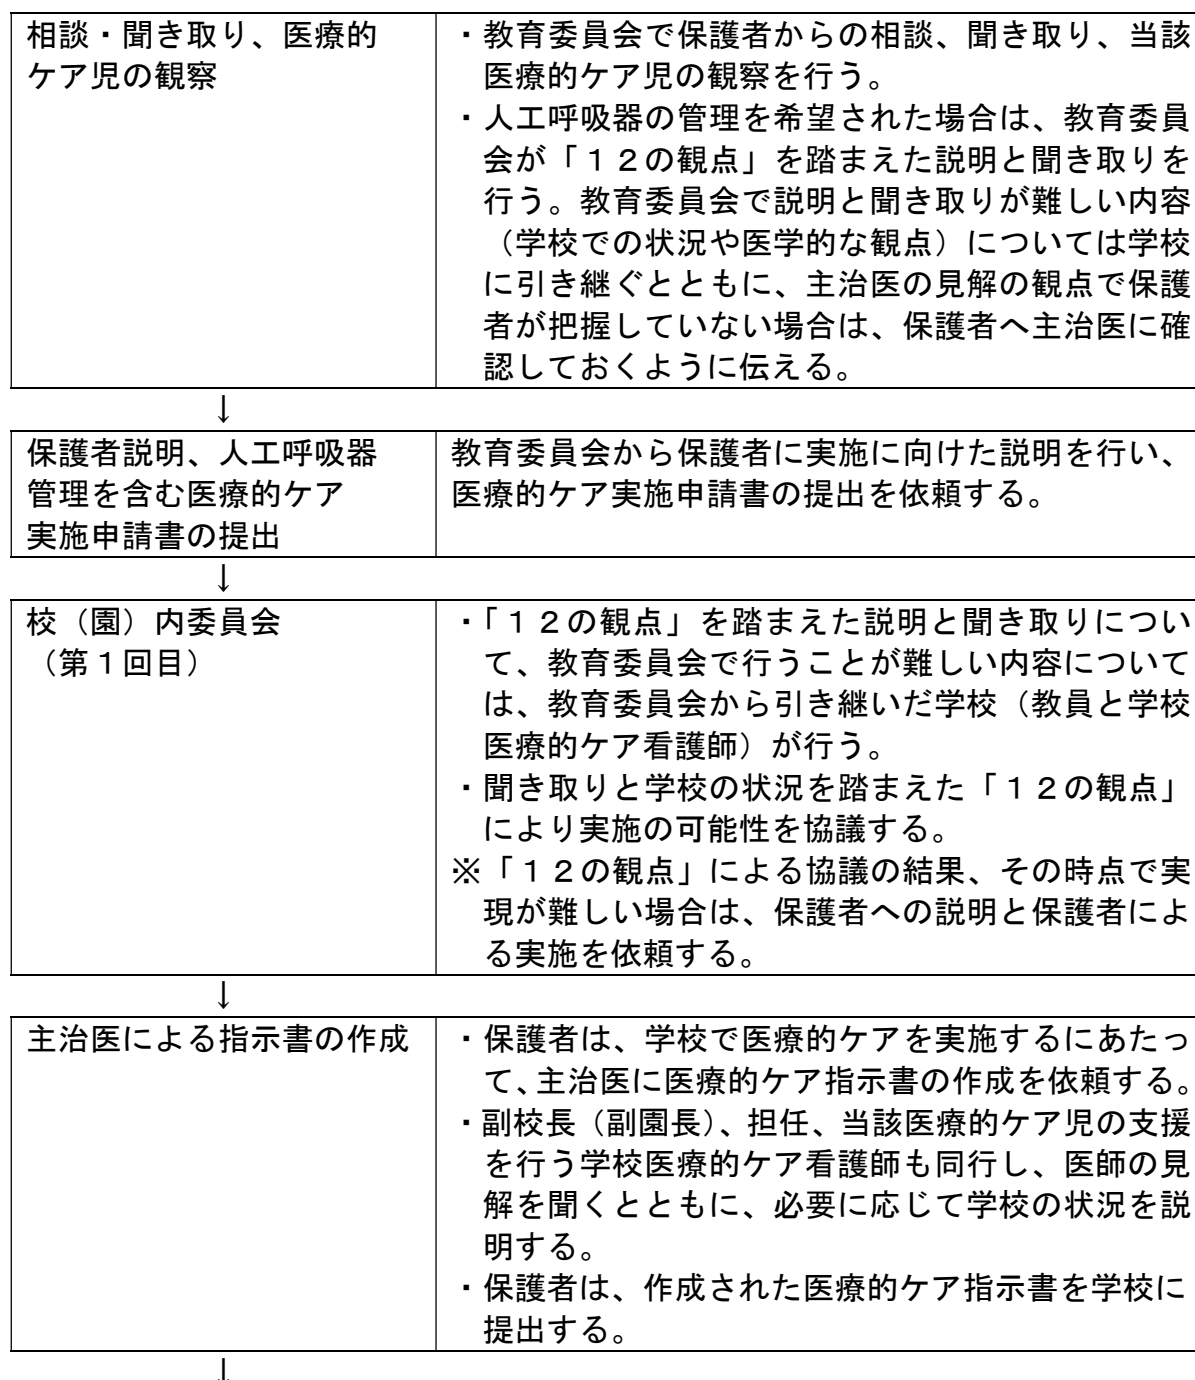 相談・聞き取り、医療的
ケア児の観察
・教育委員会で保護者からの相談、聞き取り、当該
医療的ケア児の観察を行う。
・人工呼吸器の管理を希望された場合は、教育委員
会が「12の観点」を踏まえた説明と聞き取りを
行う。教育委員会で説明と聞き取りが難しい内容
（学校での状況や医学的な観点）については学校
に引き継ぐとともに、主治医の見解の観点で保護
者が把握していない場合は、保護者へ主治医に確
認しておくように伝える。
↓
保護者説明、人工呼吸器
管理を含む医療的ケア
実施申請書の提出
教育委員会から保護者に実施に向けた説明を行い、
医療的ケア実施申請書の提出を依頼する。
↓
校（園）内委員会
（第１回目）
・「１２の観点」を踏まえた説明と聞き取りについ
て、教育委員会で行うことが難しい内容について
は、教育委員会から引き継いだ学校（教員と学校
医療的ケア看護師）が行う。
・聞き取りと学校の状況を踏まえた「１２の観点」
により実施の可能性を協議する。
※「１２の観点」による協議の結果、その時点で実
現が難しい場合は、保護者への説明と保護者によ
る実施を依頼する。
↓
主治医による指示書の作成
・保護者は、学校で医療的ケアを実施するにあたっ
て、主治医に医療的ケア指示書の作成を依頼する。
・副校長（副園長）、担任、当該医療的ケア児の支援
を行う学校医療的ケア看護師も同行し、医師の見
解を聞くとともに、必要に応じて学校の状況を説
明する。
・保護者は、作成された医療的ケア指示書を学校に
提出する。
↓